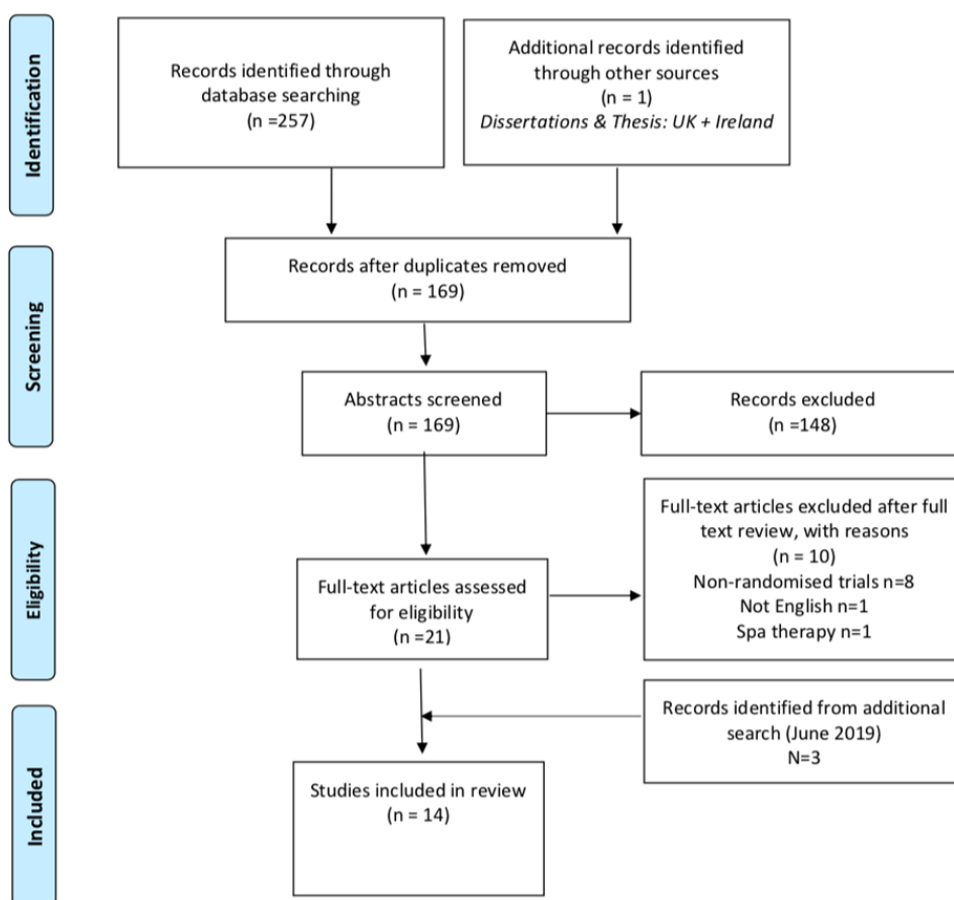 Identification
Records identified through
database searching
(n =257)
Additional records identified
through other sources
(n = 1)
Dissertations & Thesis: UK + Ireland
Screening
Records after duplicates removed
(n = 169)
Abstracts screened
(n = 169)
Records excluded
(n =148)
Eligibility
Full-text articles assessed
for eligibility
(n =21)
Full-text articles excluded after full
text review, with reasons
(n = 10)
Non-randomised trials n=8
Not English n=1
Spa therapy n=1
Records identified from additional
search (June 2019)
N=3
Included
Studies included in review
(n = 14)